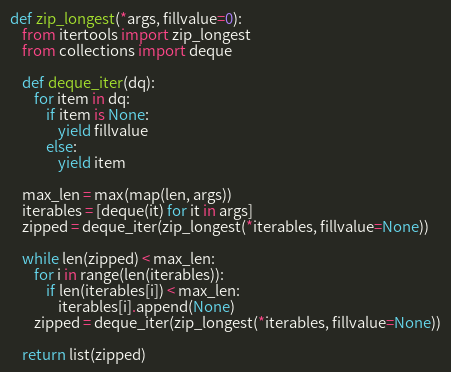 def zip_longest(*args, fillvalue=0):
    from itertools import zip_longest
    from collections import deque

    def deque_iter(dq):
        for item in dq:
            if item is None:
                yield fillvalue
            else:
                yield item

    max_len = max(map(len, args))
    iterables = [deque(it) for it in args]
    zipped = deque_iter(zip_longest(*iterables, fillvalue=None))

    while len(zipped) < max_len:
        for i in range(len(iterables)):
            if len(iterables[i]) < max_len:
                iterables[i].append(None)
        zipped = deque_iter(zip_longest(*iterables, fillvalue=None))

    return list(zipped)